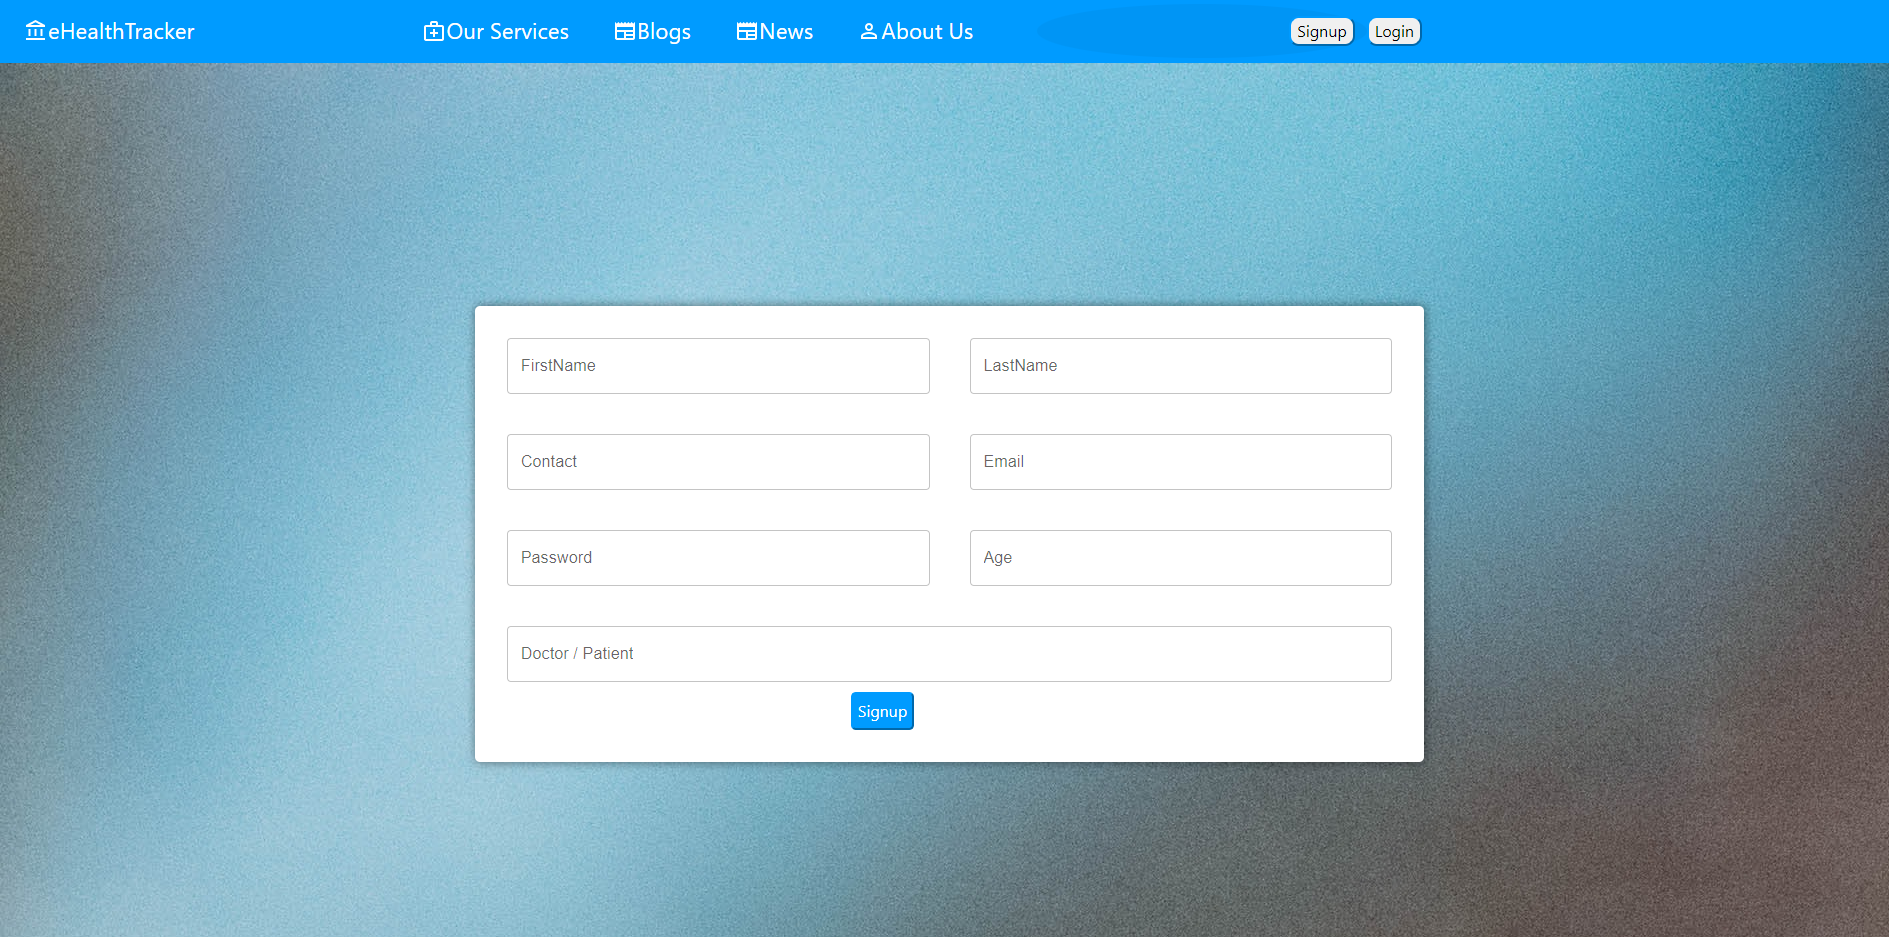 eHealthTracker Our Services Blogs News About Us Signup Login
FirstName LastName
Contact Email
Password Age
Doctor / Patient
Signup